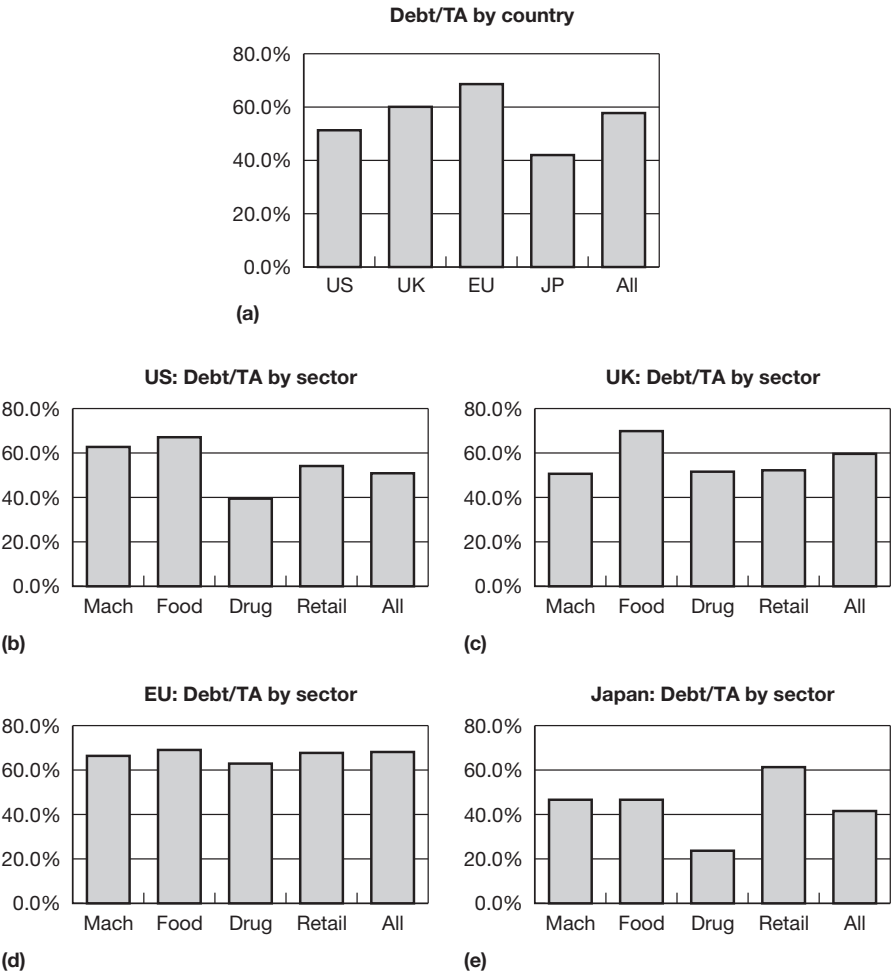 Debt/TA by country
80.0%
60.0%
40.0%
20.0%
0.0%
US UK EU JP All
(a)
US: Debt/TA by sector
80.0%
60.0%
40.0%
20.0%
0.0%
Mach Food Drug Retail All
(b)
UK: Debt/TA by sector
80.0%
60.0%
40.0%
20.0%
0.0%
Mach Food Drug Retail All
(c)
EU: Debt/TA by sector
80.0%
60.0%
40.0%
20.0%
0.0%
Mach Food Drug Retail All
(d)
Japan: Debt/TA by sector
80.0%
60.0%
40.0%
20.0%
0.0%
Mach Food Drug Retail All
(e)